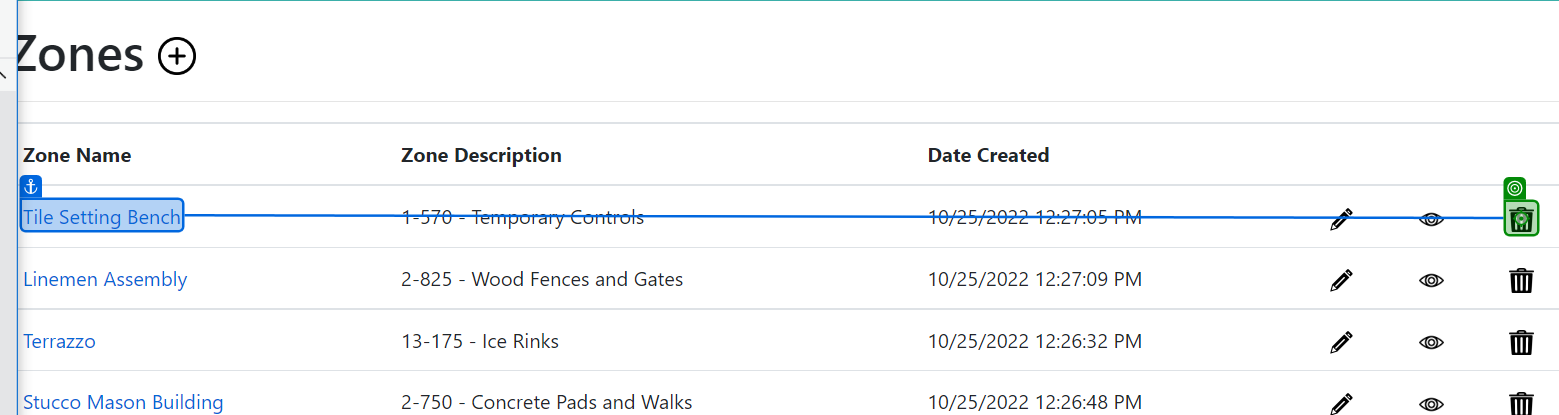 Zones
Zone Name Zone Description Date Created
Tile Setting Bench 1-570 - Temporary Controls 10/25/2022 12:27:05 PM
Linemen Assembly 2-825 - Wood Fences and Gates 10/25/2022 12:27:09 PM
Terrazzo 13-175 - Ice Rinks 10/25/2022 12:26:32 PM
Stucco Mason Building 2-750 - Concrete Pads and Walks 10/25/2022 12:26:48 PM